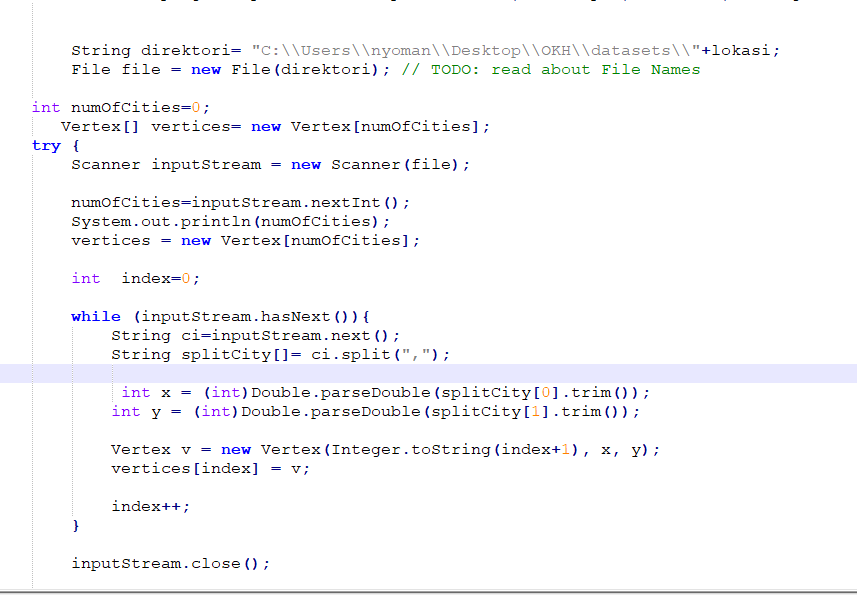 String direktori= "C:\\Users\\nyoman\\Desktop\\OKH\\datasets\\"+lokasi;
File file = new File(direktori); // TODO: read about File Names
int numOfCities=0;
Vertex[] vertices= new Vertex[numOfCities];
try {
Scanner inputStream = new Scanner(file);
numOfCities=inputStream.nextInt();
System.out.println(numOfCities);
vertices = new Vertex[numOfCities];
int  index=0;
while (inputStream.hasNext()){
String ci=inputStream.next();
String splitCity[]= ci.split(",");
int x = (int)Double.parseDouble(splitCity[0].trim());
int y = (int)Double.parseDouble(splitCity[1].trim());
Vertex v = new Vertex(Integer.toString(index+1), x, y);
vertices[index] = v;
index++;
}
inputStream.close();